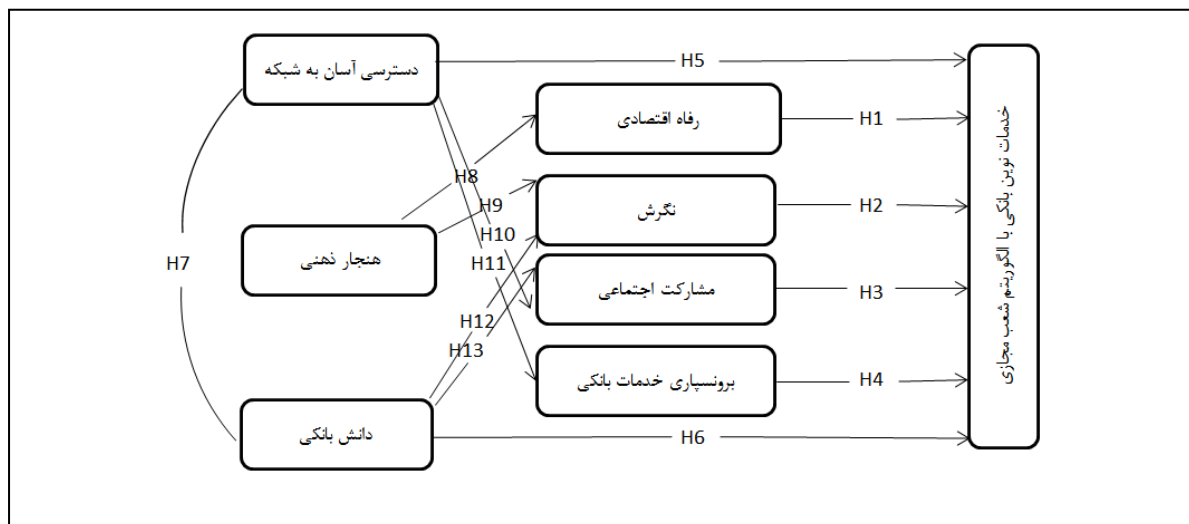 دسترسی آسان به شبکه
H5
رفاه اقتصادی
H1
H8
نگرش
H9
H2
هنجار ذهنی
H10
H7
H11
مشارکت اجتماعی
H3
H12
H13
برونسپاری خدمات بانکی
H4
دانش بانکی
H6
خدمات نوین بانکی با الگوریتم شعب مجازی